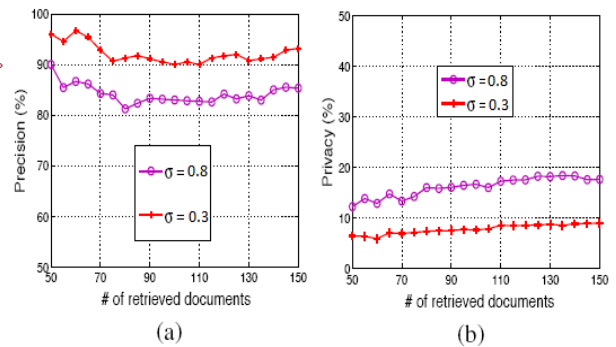 Precision (%)
100
90
80
70
60
50
σ = 0.8
σ = 0.3
50 70 90 110 130 150
# of retrieved documents
(a)
Privacy (%)
50
40
30
20
10
0
σ = 0.8
σ = 0.3
50 70 90 110 130 150
# of retrieved documents
(b)